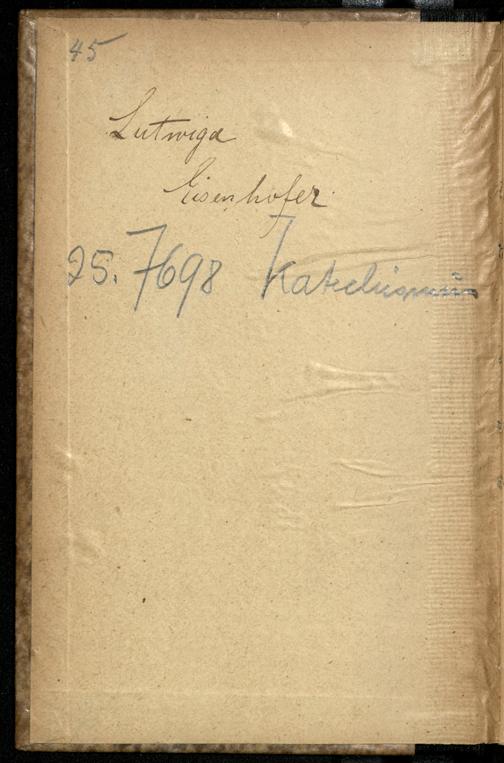 45
Lutwiga
Eisenhofer
25. 7698 Katechismus